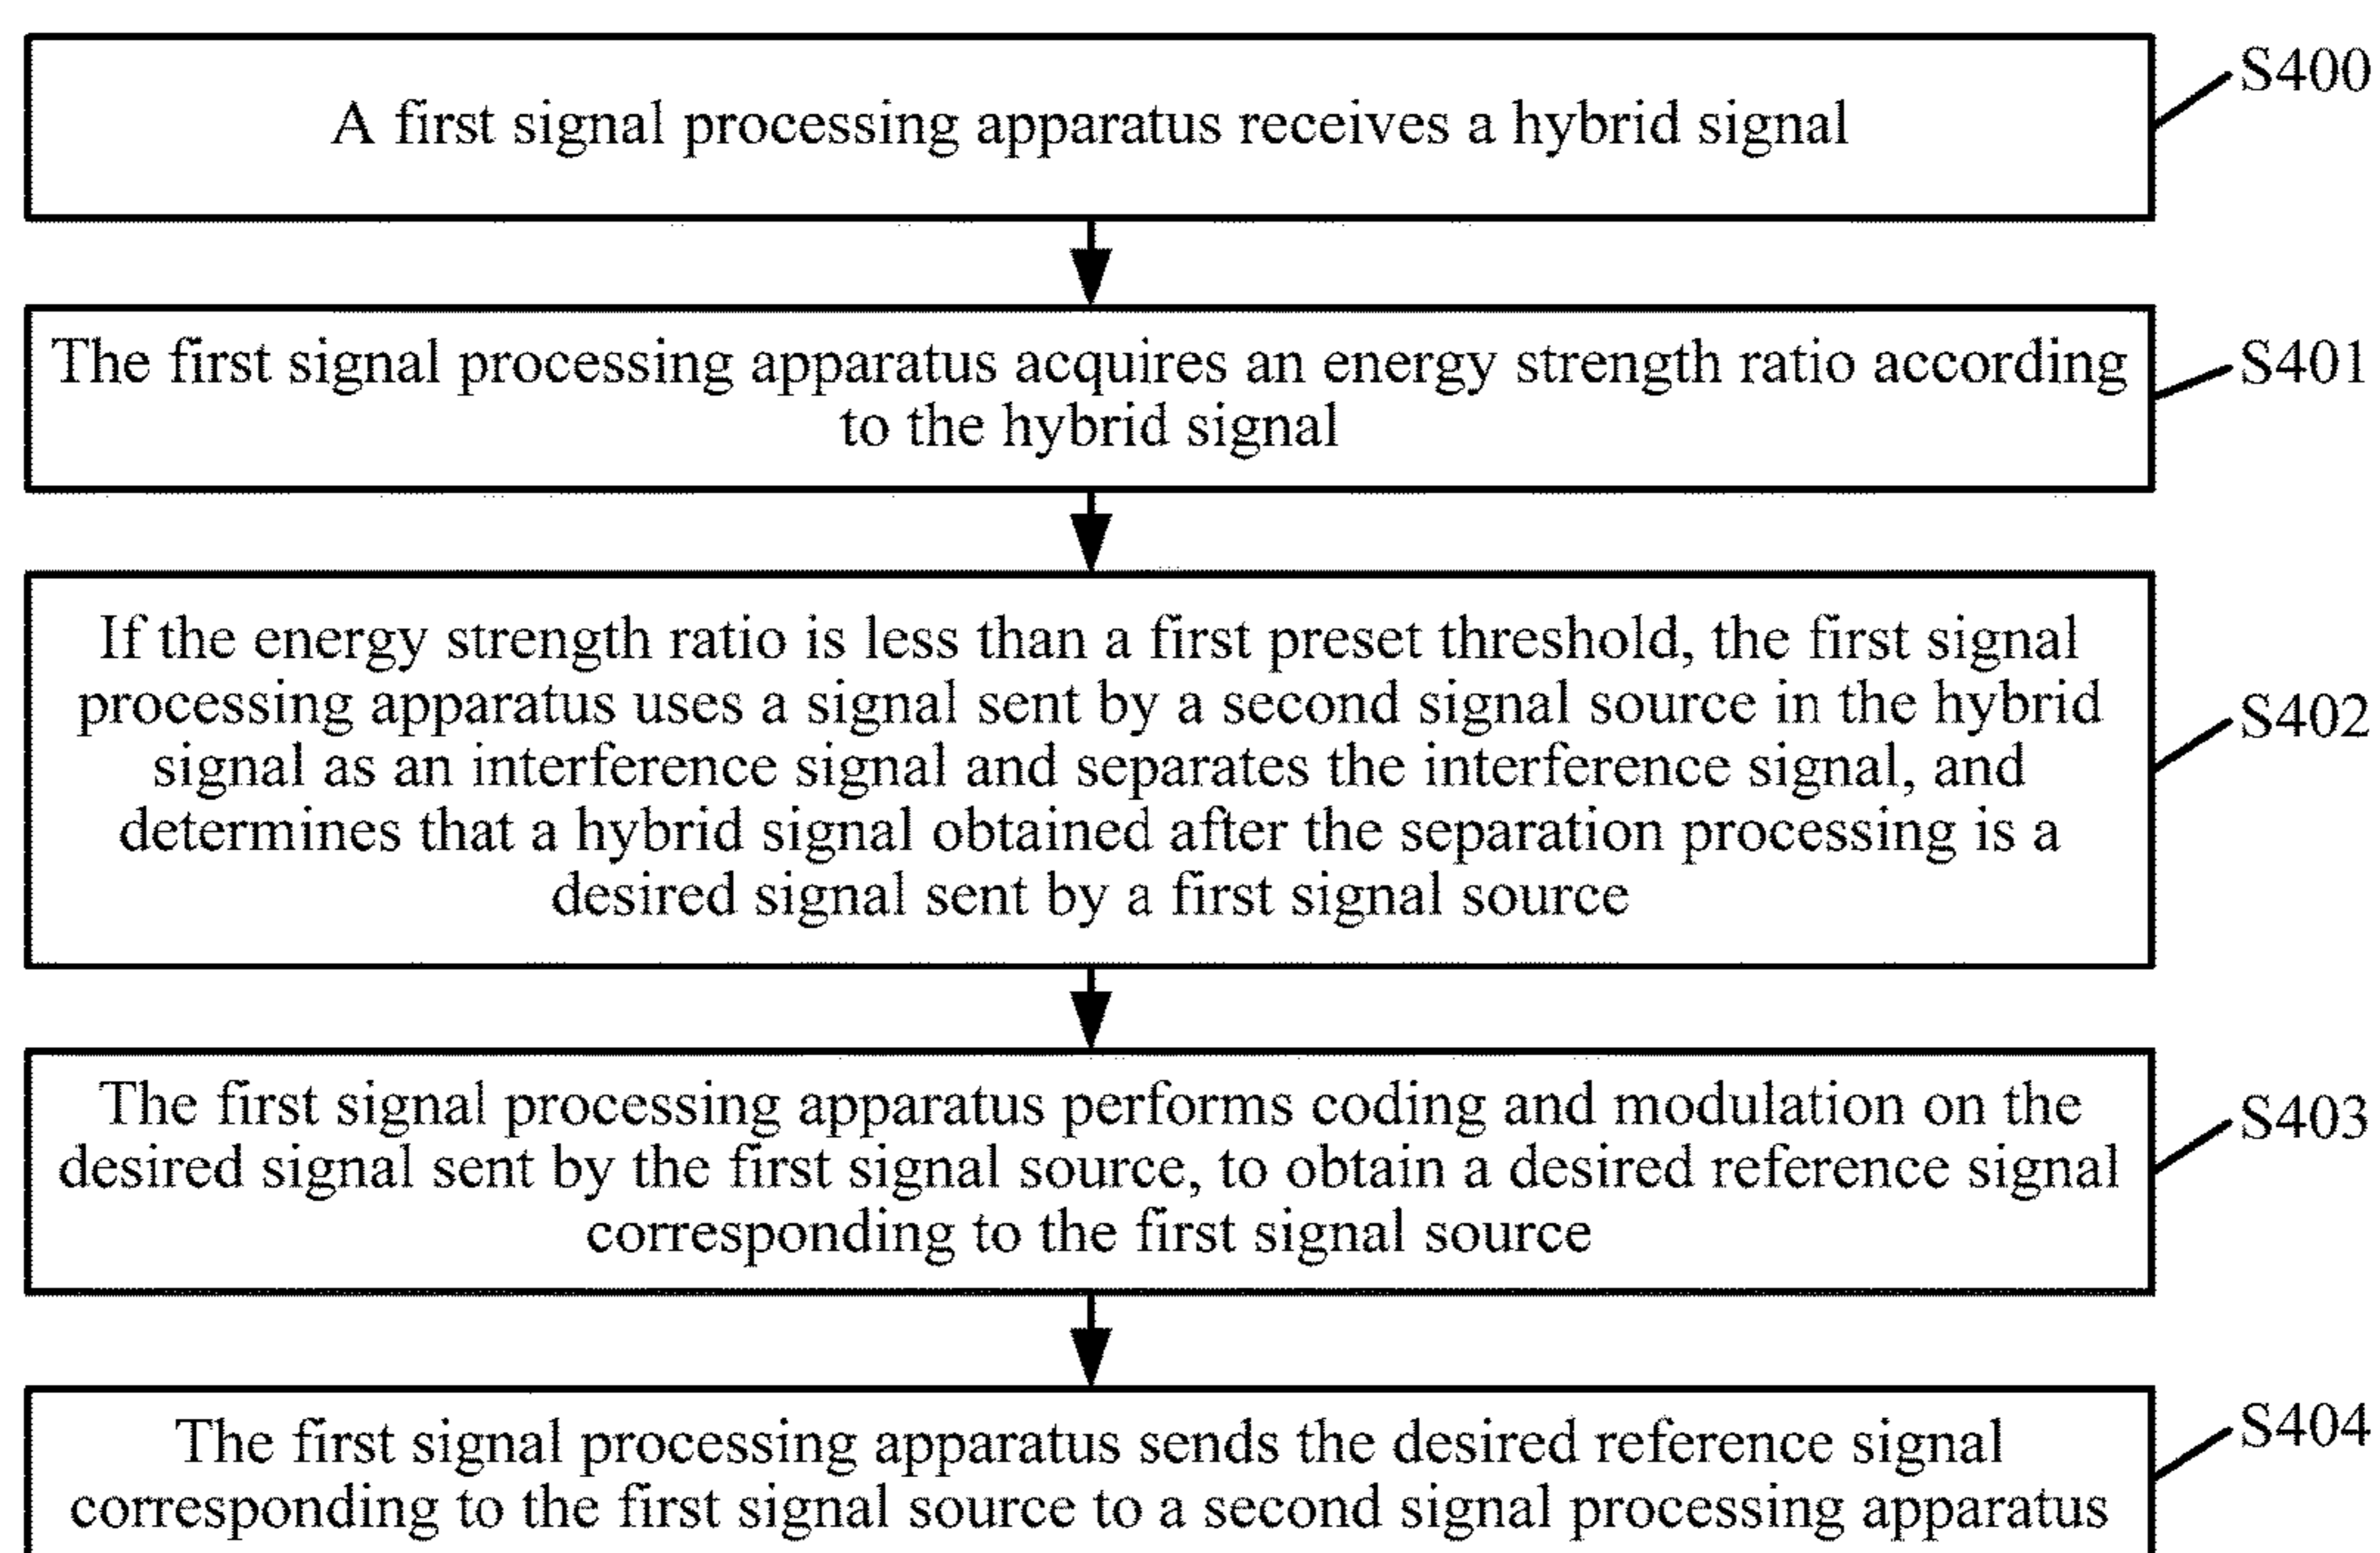 A first signal processing apparatus receives a hybrid signal
S400
The first signal processing apparatus acquires an energy strength ratio according
to the hybrid signal
S401
If the energy strength ratio is less than a first preset threshold, the first signal
processing apparatus uses a signal sent by a second signal source in the hybrid
signal as an interference signal and separates the interference signal, and
determines that a hybrid signal obtained after the separation processing is a
desired signal sent by a first signal source
S402
The first signal processing apparatus performs coding and modulation on the
desired signal sent by the first signal source, to obtain a desired reference signal
corresponding to the first signal source
S403
The first signal processing apparatus sends the desired reference signal
corresponding to the first signal source to a second signal processing apparatus
S404